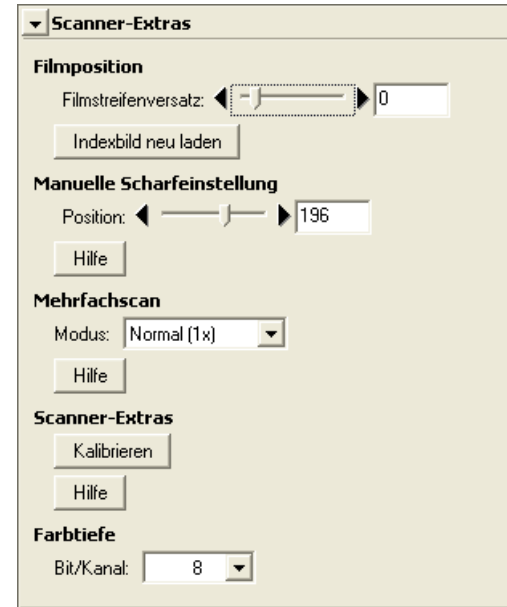 Scanner-Extras
Filmposition
Filmstreifenversatz: 0
Indexbild neu laden
Manuelle Scharfeinstellung
Position: 196
Hilfe
Mehrfachscan
Modus: Normal (1x)
Hilfe
Scanner-Extras
Kalibrieren
Hilfe
Farbtiefe
Bit/Kanal: 8